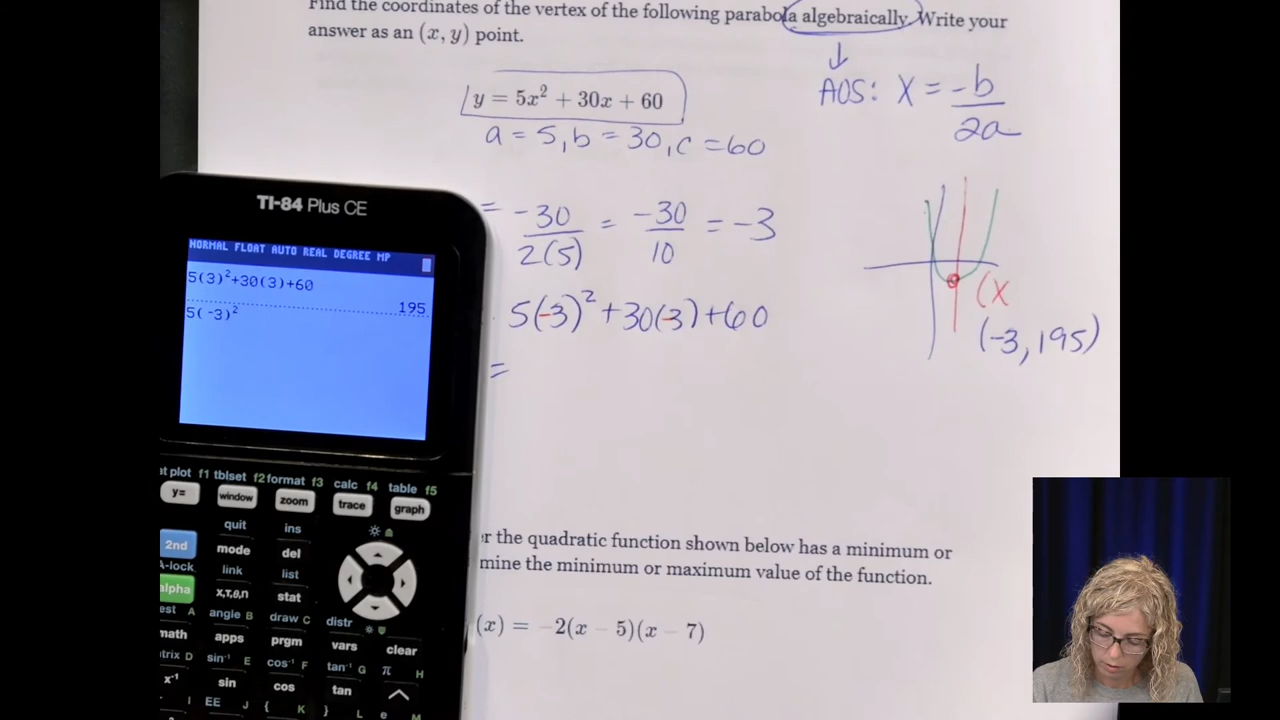 Find the coordinates of the vertex of the following parabola algebraically. Write your
answer as an (x, y) point.
y = 5x² + 30x + 60
a = 5, b = 30, c = 60
AOS: X = -b
2a
= -30 = -30 = -3
2(5) 10
5(-3)² + 30(-3) + 60
=
(x
(-3, 195)
TI-84 Plus CE
NORMAL FLOAT AUTO REAL DEGREE MP
5(3)²+30(3)+60
195
5(-3)²
r the quadratic function shown below has a minimum or
mine the minimum or maximum value of the function.
(x) = -2(x - 5)(x - 7)
at plot f1 tblset f2 format f3 calc f4 table f5
y= window zoom trace graph
quit ins
2nd mode del
A-lock link list
alpha x,T,θ,n stat
est A angle B draw C distr
math apps prgm vars clear
trix D sin⁻¹ E cos⁻¹ F tan⁻¹ G π H
x⁻¹ sin cos tan ^
I EE J { K } L e M